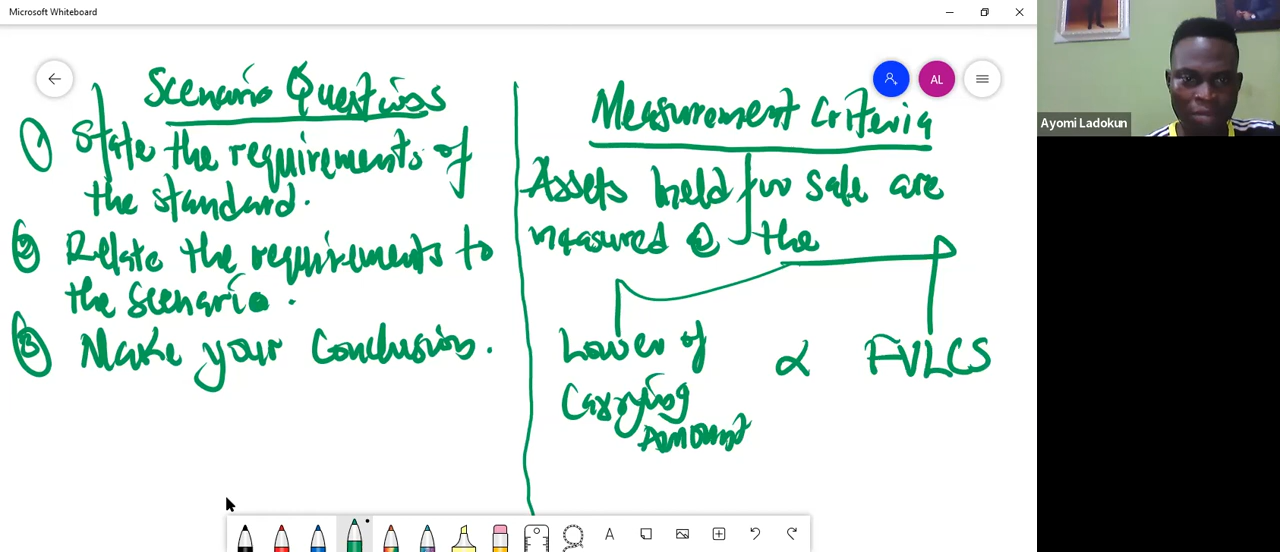 Microsoft Whiteboard
AL
Ayomi Ladokun
Scenario Questions
1 State the requirements of
the standard.
2 Relate the requirements to
the scenario.
3 Make your Conclusion.
Measurement Criteria
Assets held for sale are
measured @ the
Lower of
Carrying
Amount
& FVLCS
A